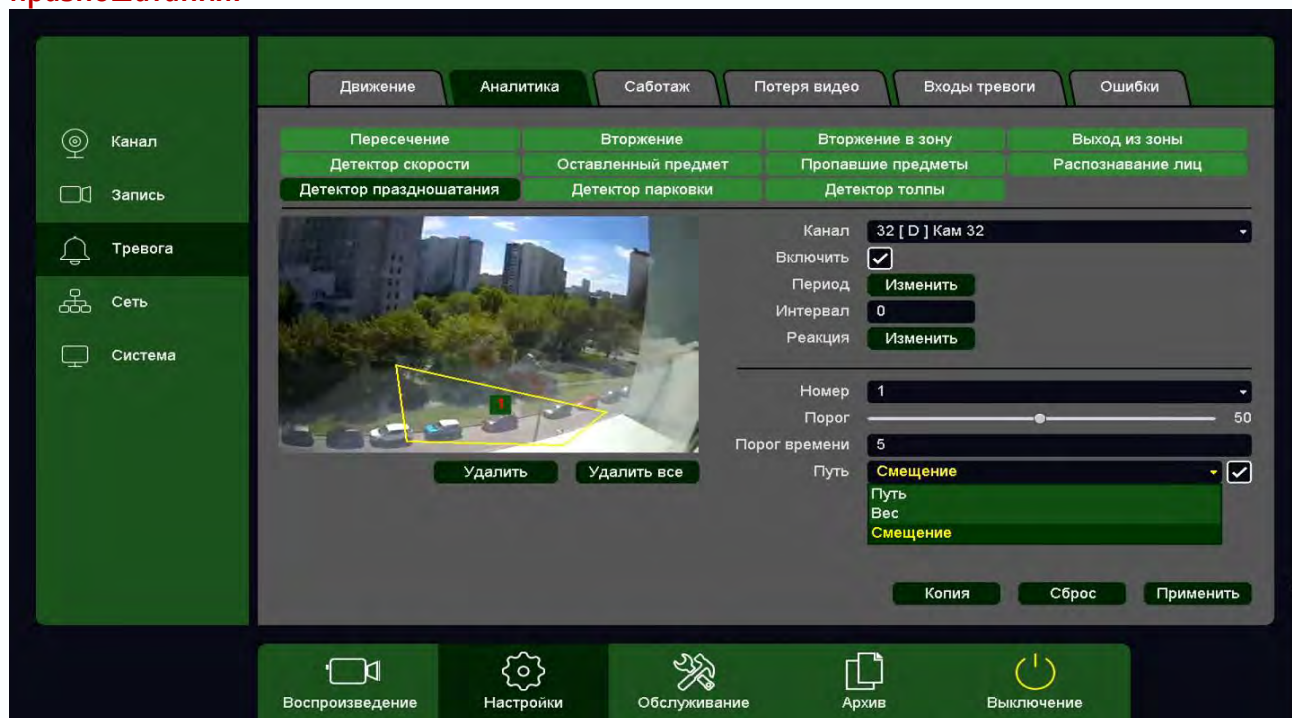 праздношатания
Движение
Аналитика
Саботаж
Потеря видео
Входы тревоги
Ошибки
Канал
Запись
Тревога
Сеть
Система
Пересечение
Вторжение
Вторжение в зону
Выход из зоны
Детектор скорости
Оставленный предмет
Пропавшие предметы
Распознавание лиц
Детектор праздношатания
Детектор парковки
Детектор толпы
1
Удалить
Удалить все
Канал 32 [ D ] Кам 32
Включить
Период Изменить
Интервал 0
Реакция Изменить
Номер 1
Порог 50
Порог времени 5
Путь Смещение
Путь
Вес
Смещение
Копия
Сброс
Применить
Воспроизведение
Настройки
Обслуживание
Архив
Выключение